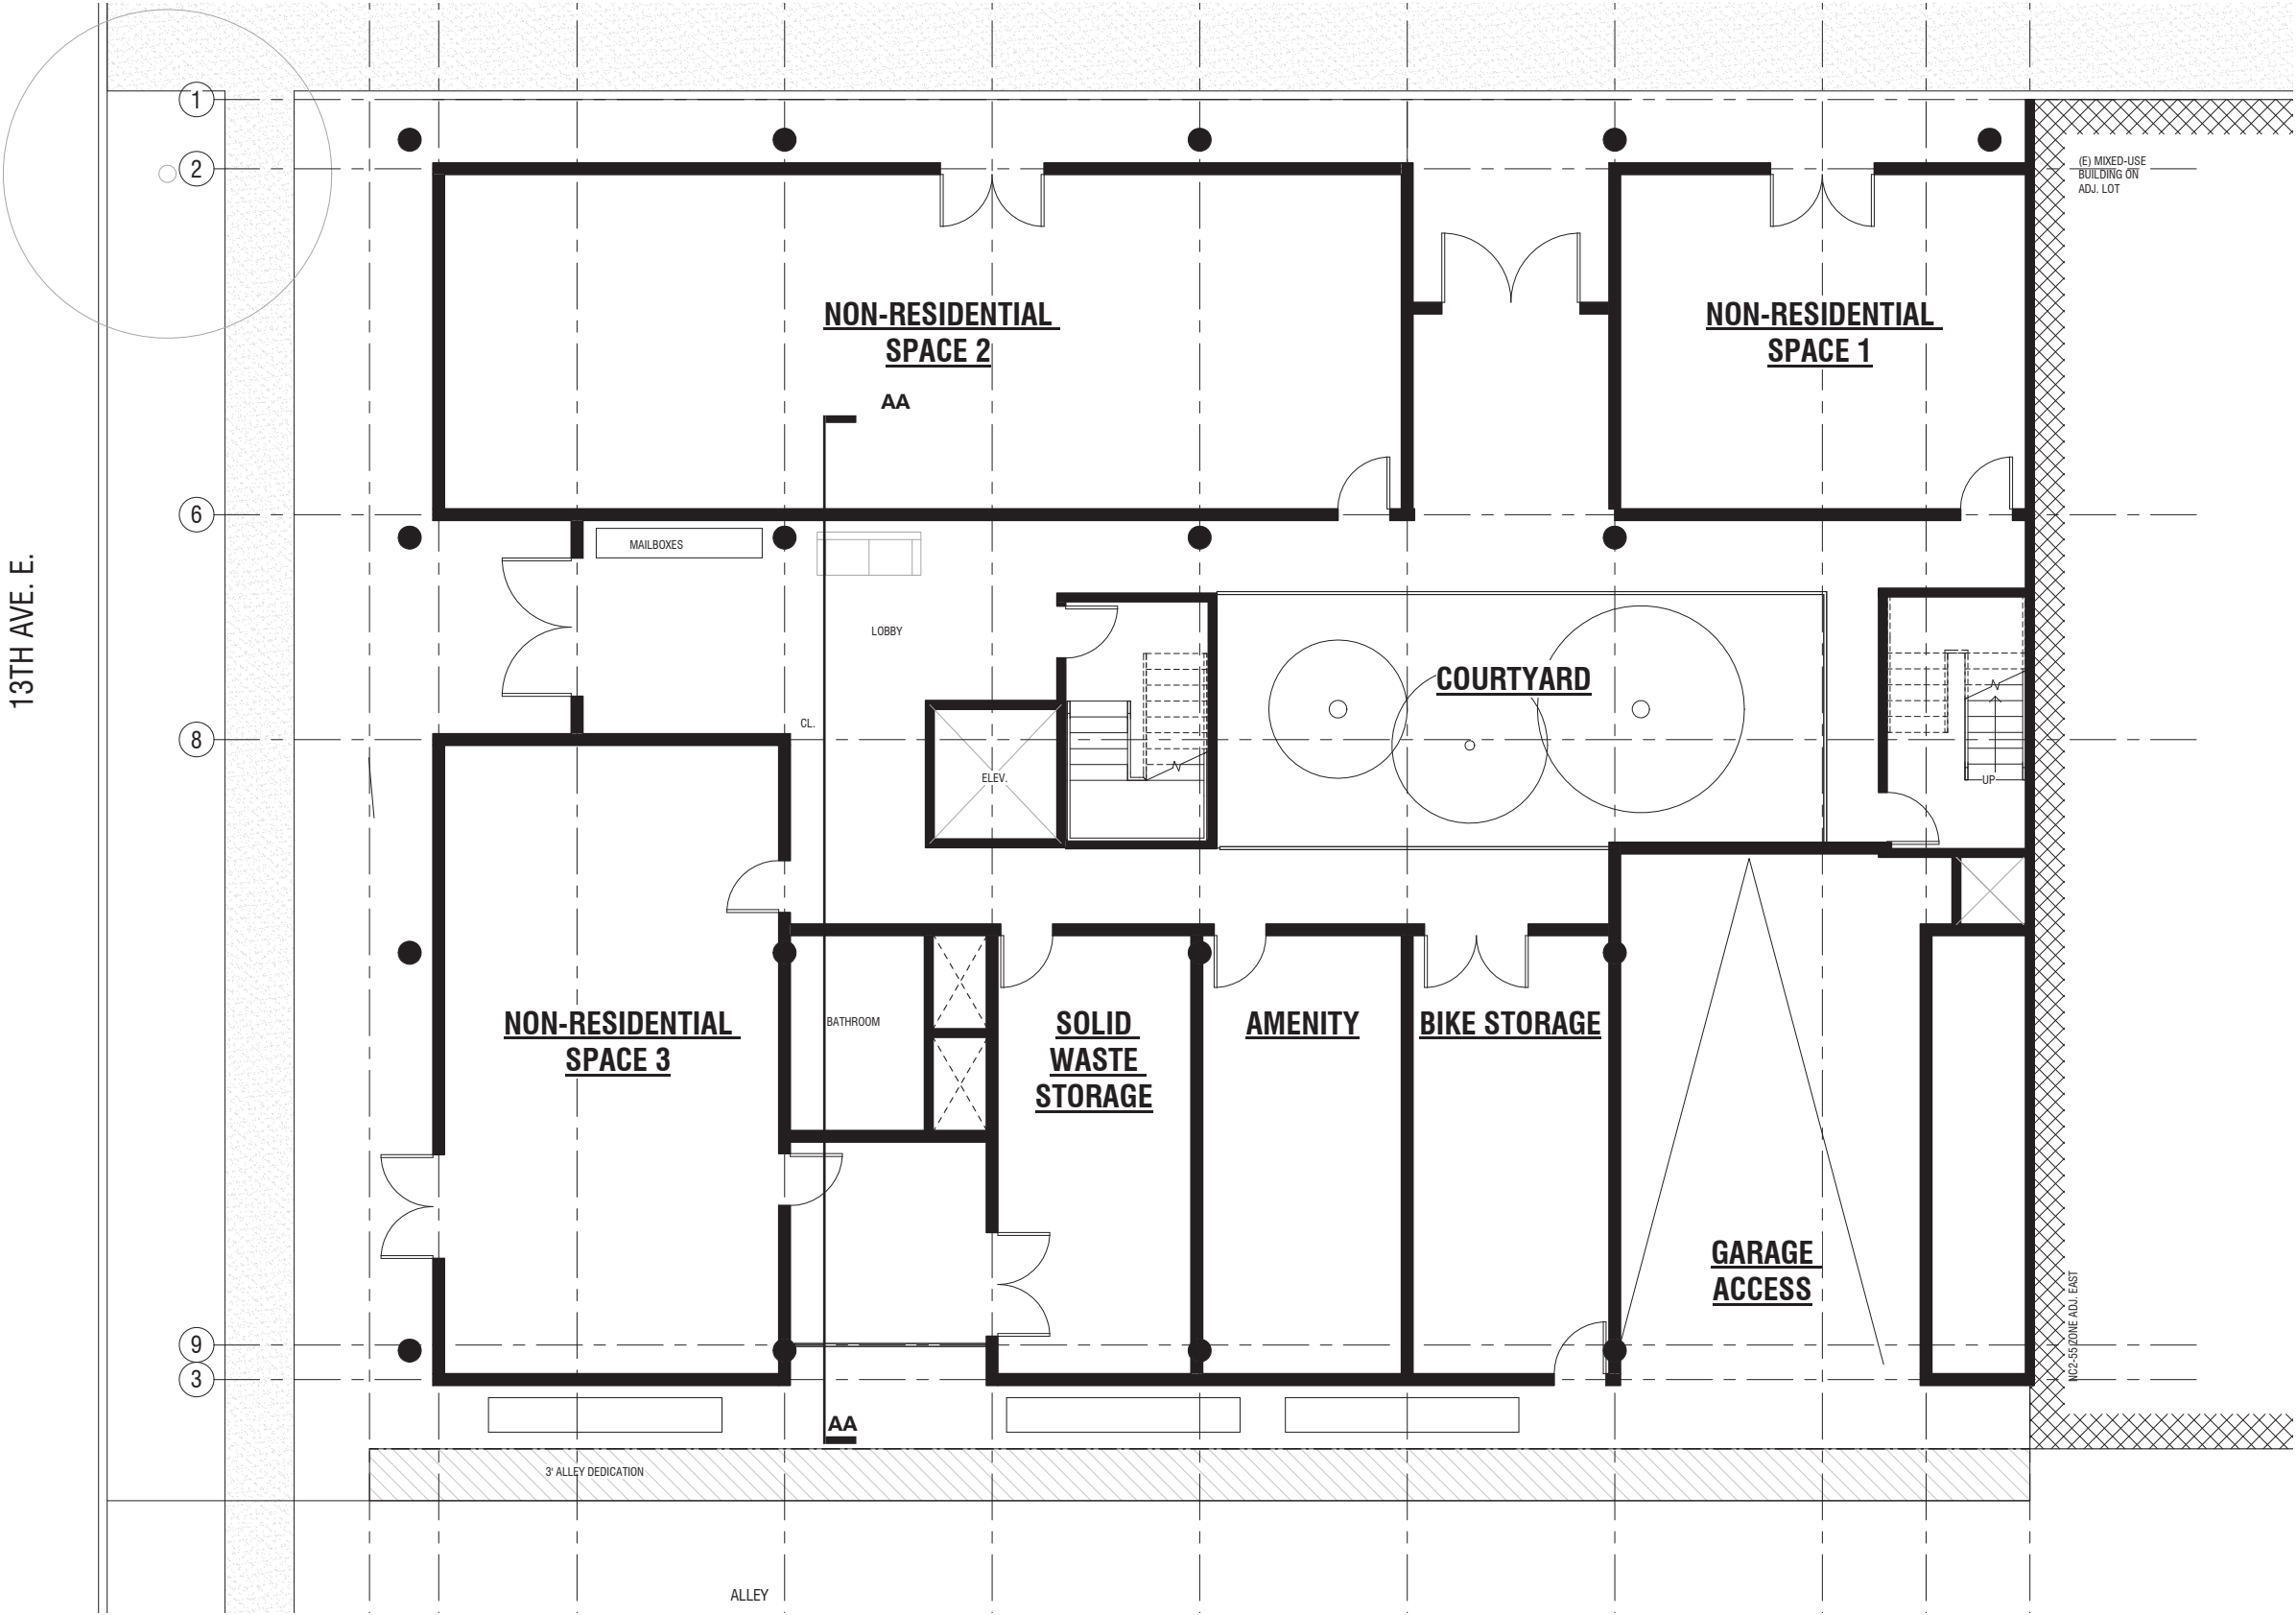 1
2
(E) MIXED-USE
BUILDING ON
ADJ. LOT
NON-RESIDENTIAL
SPACE 2
NON-RESIDENTIAL
SPACE 1
AA
6
MAILBOXES
13TH AVE. E.
LOBBY
COURTYARD
CL.
8
ELEV.
UP
NON-RESIDENTIAL
SPACE 3
BATHROOM
SOLID
WASTE
STORAGE
AMENITY
BIKE STORAGE
GARAGE
ACCESS
NC2-55 ZONE ADJ. EAST
9
3
AA
3' ALLEY DEDICATION
ALLEY